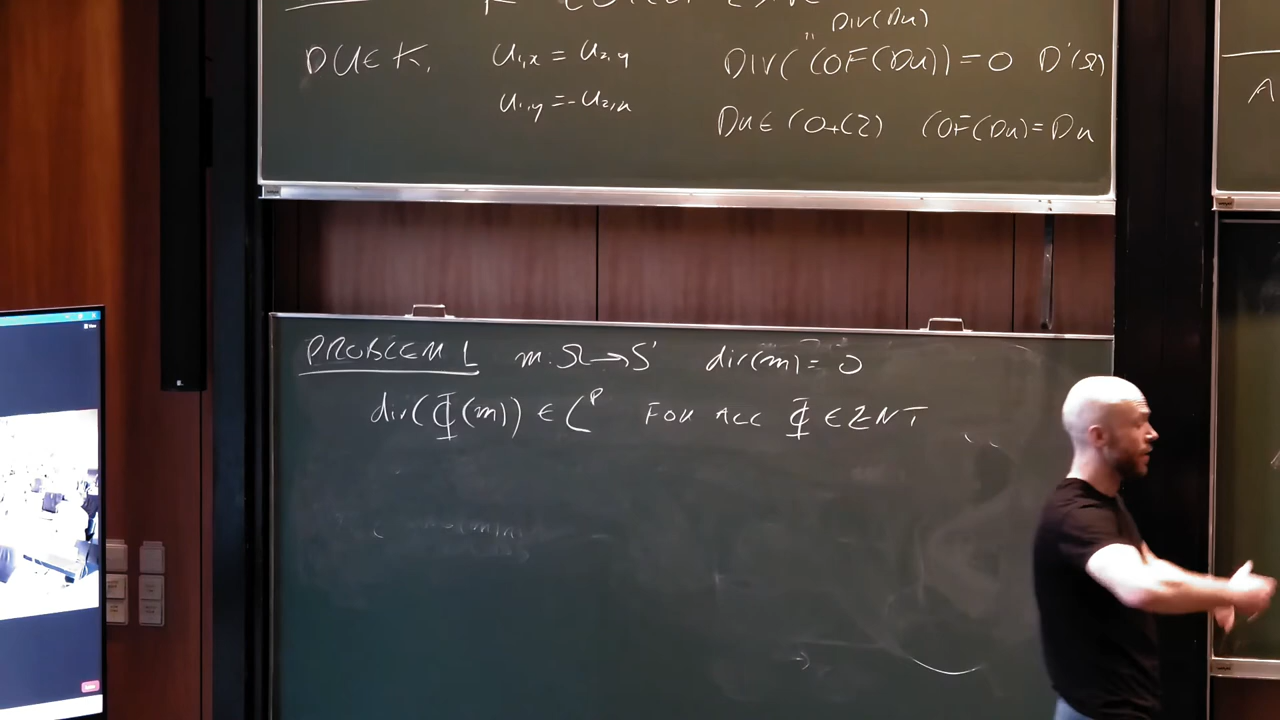 " Div(Du)
DU∈K, u₁,ₓ = u₂,y DIV(COF(Du))=0 D'(Ω)
u₁,y =-u₂,ₓ
Du∈CO+(2) COF(Du)=Du
PROBLEM 1 m:Ω→S¹ div(m)=0
div(Φ(m)) ∈ L^P FOR ALL Φ ∈ ENT